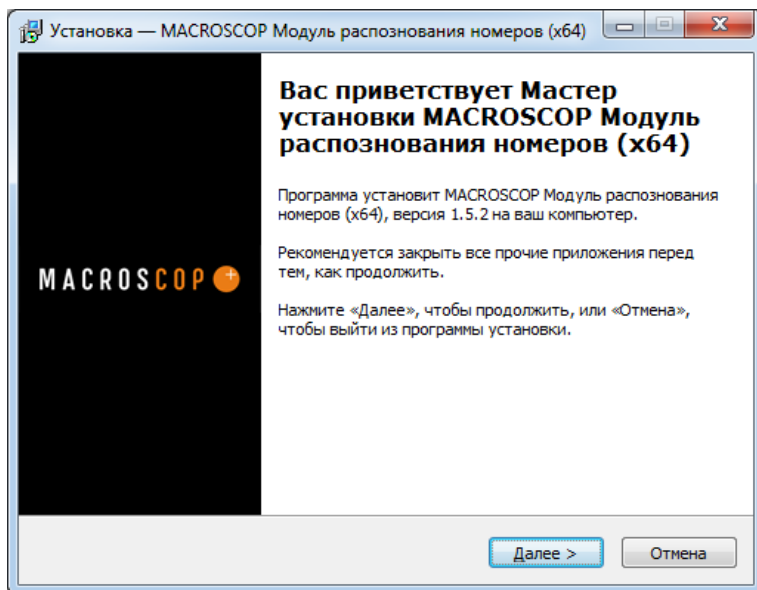 Установка — MACROSCOP Модуль распознования номеров (x64)
Вас приветствует Мастер
установки MACROSCOP Модуль
распознования номеров (x64)
Программа установит MACROSCOP Модуль распознования
номеров (x64), версия 1.5.2 на ваш компьютер.
Рекомендуется закрыть все прочие приложения перед
тем, как продолжить.
Нажмите «Далее», чтобы продолжить, или «Отмена»,
чтобы выйти из программы установки.
MACROSCOP
Далее >
Отмена